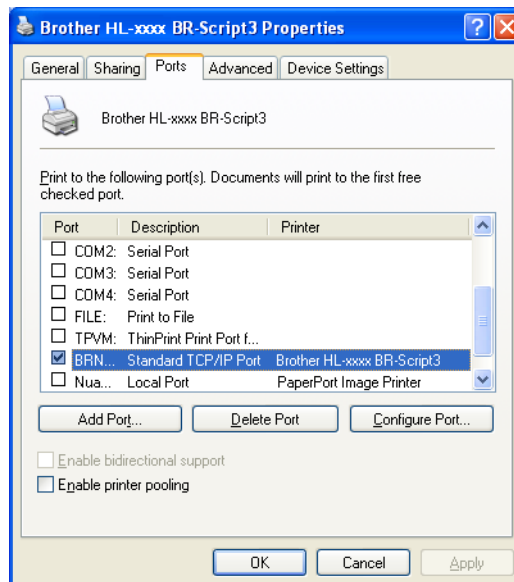 Brother HL-xxxx BR-Script3 Properties
General Sharing Ports Advanced Device Settings
Brother HL-xxxx BR-Script3
Print to the following port(s). Documents will print to the first free
checked port.
Port Description Printer
COM2: Serial Port
COM3: Serial Port
COM4: Serial Port
FILE: Print to File
TPVM: ThinPrint Print Port f...
BRN... Standard TCP/IP Port Brother HL-xxxx BR-Script3
Nua... Local Port PaperPort Image Printer
Add Port... Delete Port Configure Port...
Enable bidirectional support
Enable printer pooling
OK Cancel Apply